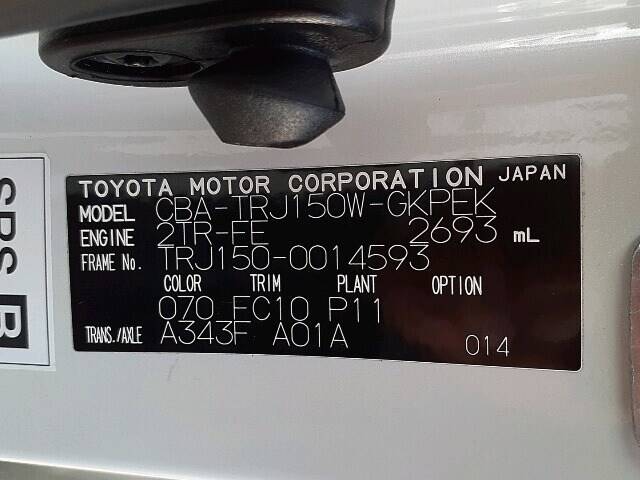 TOYOTA MOTOR CORPORATION JAPAN
MODEL CBA-TRJ150W-GKPEK
ENGINE 2TR-FE 2693 mL
FRAME No. TRJ150-0014593
COLOR TRIM PLANT OPTION
070 FC10 P11
TRANS./AXLE A343F A01A 014
SRS B